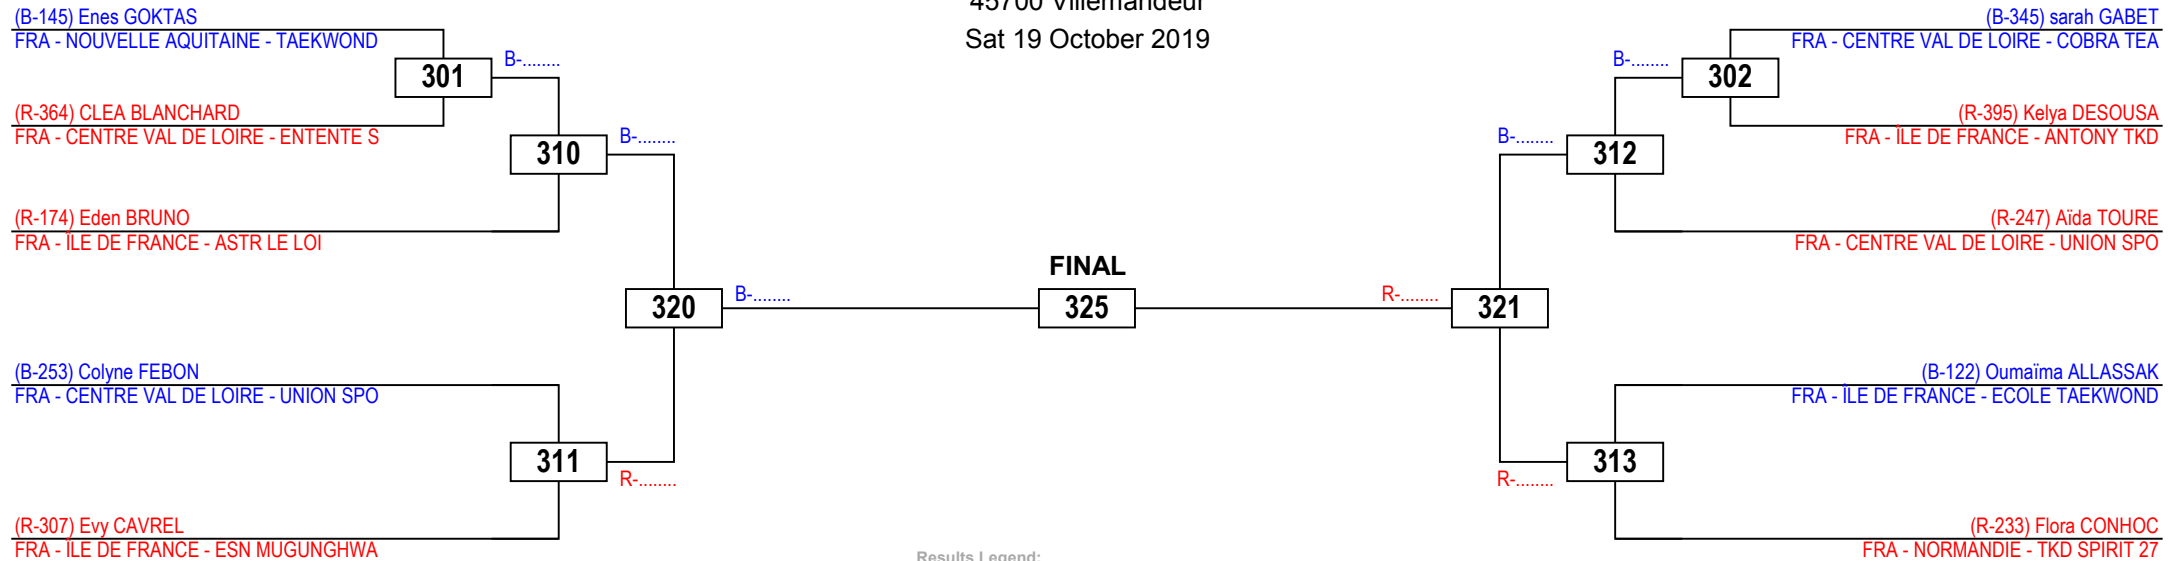 45700 Villemandeur
Sat 19 October 2019
(B-145) Enes GOKTAS
FRA - NOUVELLE AQUITAINE - TAEKWOND
301
B-........
(R-364) CLEA BLANCHARD
FRA - CENTRE VAL DE LOIRE - ENTENTE S
310
B-........
(R-174) Eden BRUNO
FRA - ÎLE DE FRANCE - ASTR LE LOI
320
B-........
(B-253) Colyne FEBON
FRA - CENTRE VAL DE LOIRE - UNION SPO
311
R-........
(R-307) Evy CAVREL
FRA - ÎLE DE FRANCE - ESN MUGUNGHWA
FINAL
325
(B-345) sarah GABET
FRA - CENTRE VAL DE LOIRE - COBRA TEA
B-........
302
(R-395) Kelya DESOUSA
FRA - ÎLE DE FRANCE - ANTONY TKD
B-........
312
(R-247) Aïda TOURE
FRA - CENTRE VAL DE LOIRE - UNION SPO
R-........
321
(B-122) Oumaïma ALLASSAK
FRA - ÎLE DE FRANCE - ECOLE TAEKWOND
R-........
313
(R-233) Flora CONHOC
FRA - NORMANDIE - TKD SPIRIT 27
Results Legend: